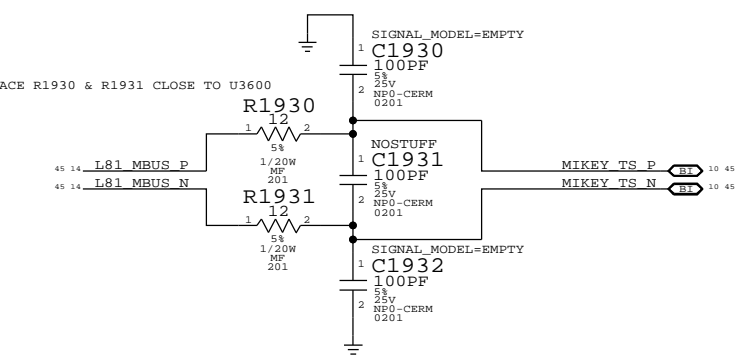 SIGNAL_MODEL=EMPTY
1
C1930
100PF
5%
25V
2
NP0-CERM
0201
ACE R1930 & R1931 CLOSE TO U3600
R1930
12
1
2
5%
1/20W
MF
201
NOSTUFF
1
C1931
100PF
5%
25V
2
NP0-CERM
0201
45 14
L81_MBUS_P
45 14
L81_MBUS_N
MIKEY_TS_P
BI
10 45
MIKEY_TS_N
BI
10 45
R1931
12
1
2
5%
1/20W
MF
201
SIGNAL_MODEL=EMPTY
1
C1932
100PF
5%
25V
2
NP0-CERM
0201